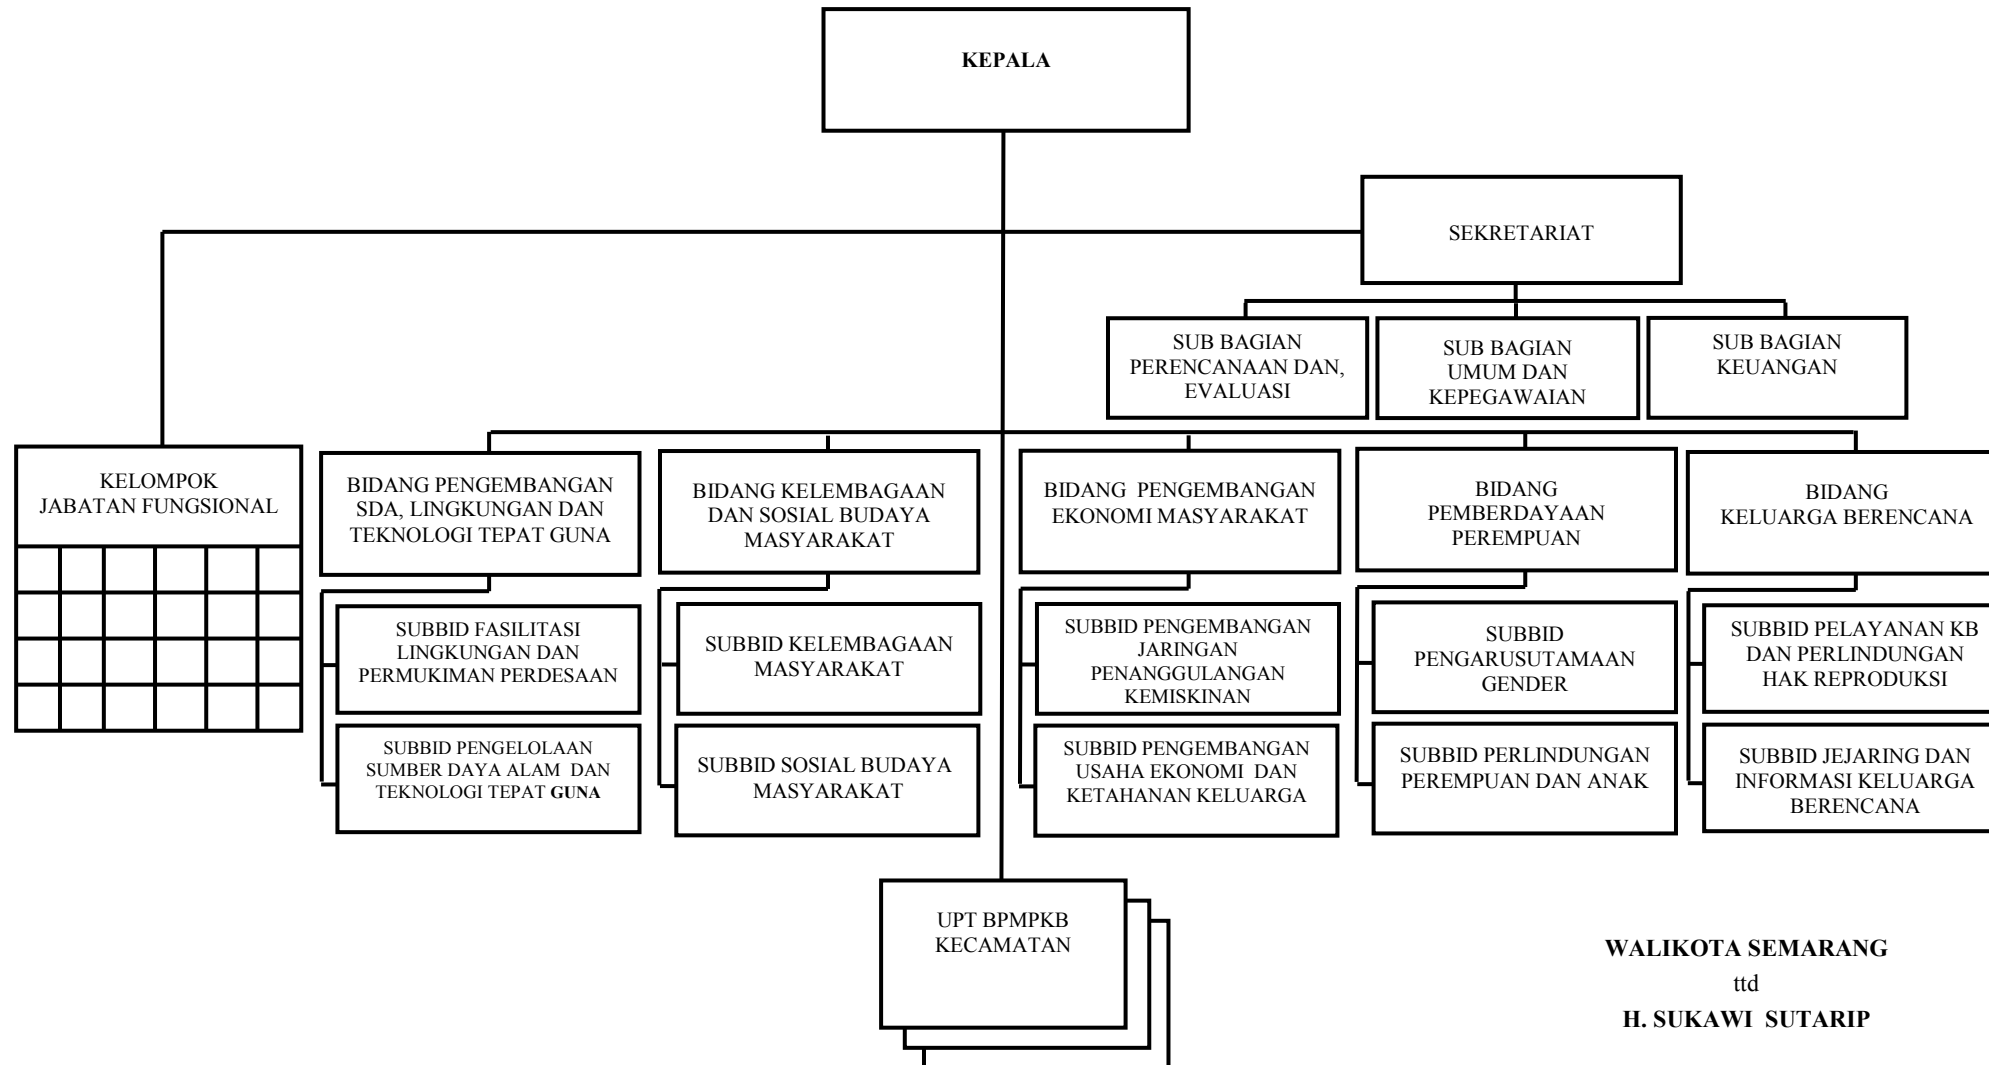 KEPALA
SEKRETARIAT
SUB BAGIAN
PERENCANAAN DAN,
EVALUASI
SUB BAGIAN
UMUM DAN
KEPEGAWAIAN
SUB BAGIAN
KEUANGAN
KELOMPOK
JABATAN FUNGSIONAL
BIDANG PENGEMBANGAN
SDA, LINGKUNGAN DAN
TEKNOLOGI TEPAT GUNA
BIDANG KELEMBAGAAN
DAN SOSIAL BUDAYA
MASYARAKAT
BIDANG PENGEMBANGAN
EKONOMI MASYARAKAT
BIDANG
PEMBERDAYAAN
PEREMPUAN
BIDANG
KELUARGA BERENCANA
SUBBID FASILITASI
LINGKUNGAN DAN
PERMUKIMAN PERDESAAN
SUBBID KELEMBAGAAN
MASYARAKAT
SUBBID PENGEMBANGAN
JARINGAN
PENANGGULANGAN
KEMISKINAN
SUBBID
PENGARUSUTAMAAN
GENDER
SUBBID PELAYANAN KB
DAN PERLINDUNGAN
HAK REPRODUKSI
SUBBID PENGELOLAAN
SUMBER DAYA ALAM DAN
TEKNOLOGI TEPAT GUNA
SUBBID SOSIAL BUDAYA
MASYARAKAT
SUBBID PENGEMBANGAN
USAHA EKONOMI DAN
KETAHANAN KELUARGA
SUBBID PERLINDUNGAN
PEREMPUAN DAN ANAK
SUBBID JEJARING DAN
INFORMASI KELUARGA
BERENCANA
UPT BPMPKB
KECAMATAN
WALIKOTA SEMARANG
ttd
H. SUKAWI SUTARIP